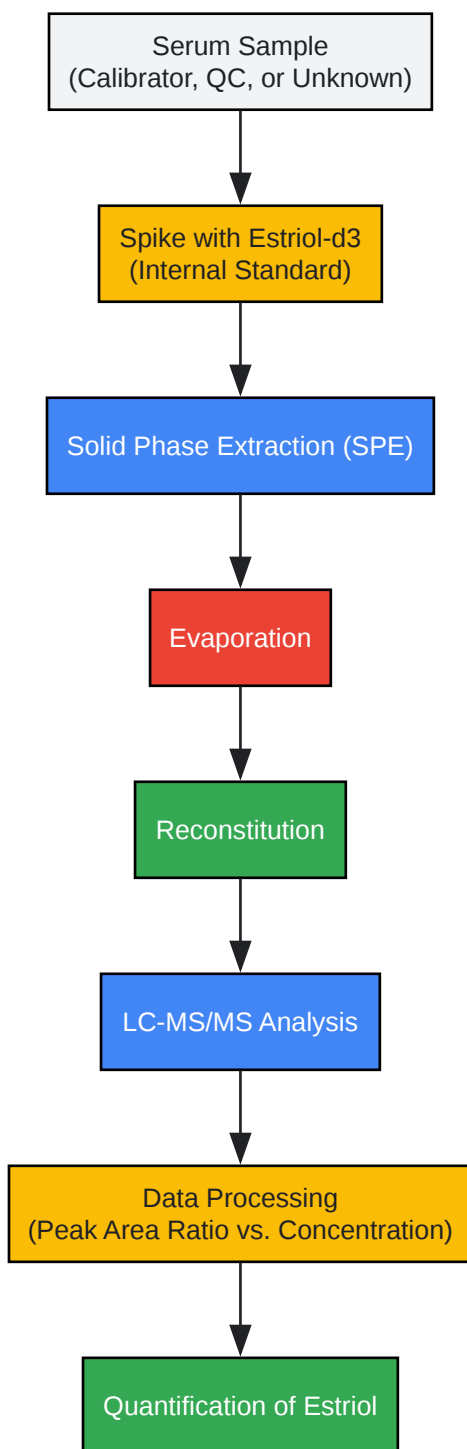 Serum Sample
(Calibrator, QC, or Unknown)
Spike with Estriol-d3
(Internal Standard)
Solid Phase Extraction (SPE)
Evaporation
Reconstitution
LC-MS/MS Analysis
Data Processing
(Peak Area Ratio vs. Concentration)
Quantification of Estriol